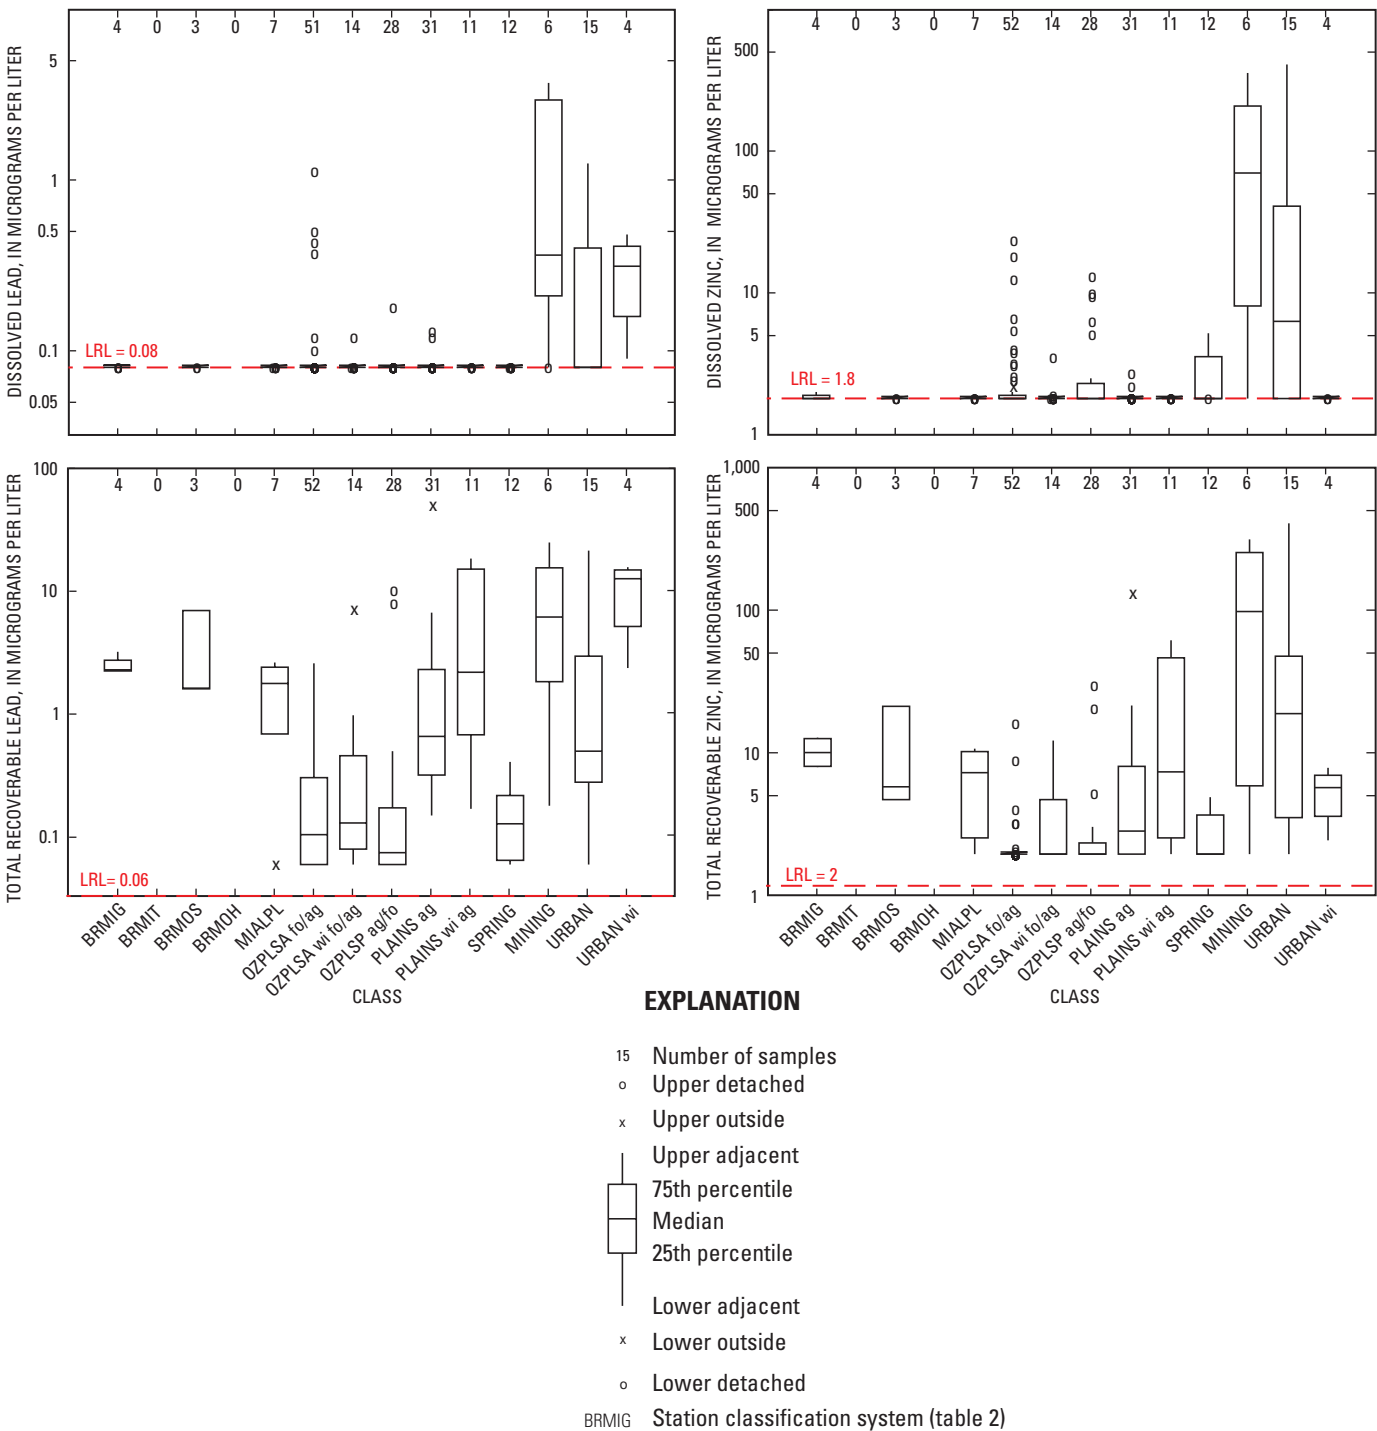 4 0 3 0 7 51 14 28 31 11 12 6 15 4
DISSOLVED LEAD, IN MICROGRAMS PER LITER
5
1
0.5
0.1
0.05
LRL = 0.08
4 0 3 0 7 52 14 28 31 11 12 6 15 4
DISSOLVED ZINC, IN MICROGRAMS PER LITER
500
100
50
10
5
1
LRL = 1.8
4 0 3 0 7 52 14 28 31 11 12 6 15 4
TOTAL RECOVERABLE LEAD, IN MICROGRAMS PER LITER
100
10
1
0.1
LRL= 0.06
BRMIG
BRMIT
BRMOS
BRMOH
MIALPL
OZPLSA fo/ag
OZPLSA wi fo/ag
OZPLSP ag/fo
PLAINS ag
PLAINS wi ag
SPRING
MINING
URBAN
URBAN wi
CLASS
4 0 3 0 7 52 14 28 31 11 12 6 15 4
TOTAL RECOVERABLE ZINC, IN MICROGRAMS PER LITER
1,000
500
100
50
10
5
1
LRL = 2
BRMIG
BRMIT
BRMOS
BRMOH
MIALPL
OZPLSA fo/ag
OZPLSA wi fo/ag
OZPLSP ag/fo
PLAINS ag
PLAINS wi ag
SPRING
MINING
URBAN
URBAN wi
CLASS
EXPLANATION
15 Number of samples
o Upper detached
x Upper outside
Upper adjacent
75th percentile
Median
25th percentile
Lower adjacent
x Lower outside
o Lower detached
BRMIG Station classification system (table 2)